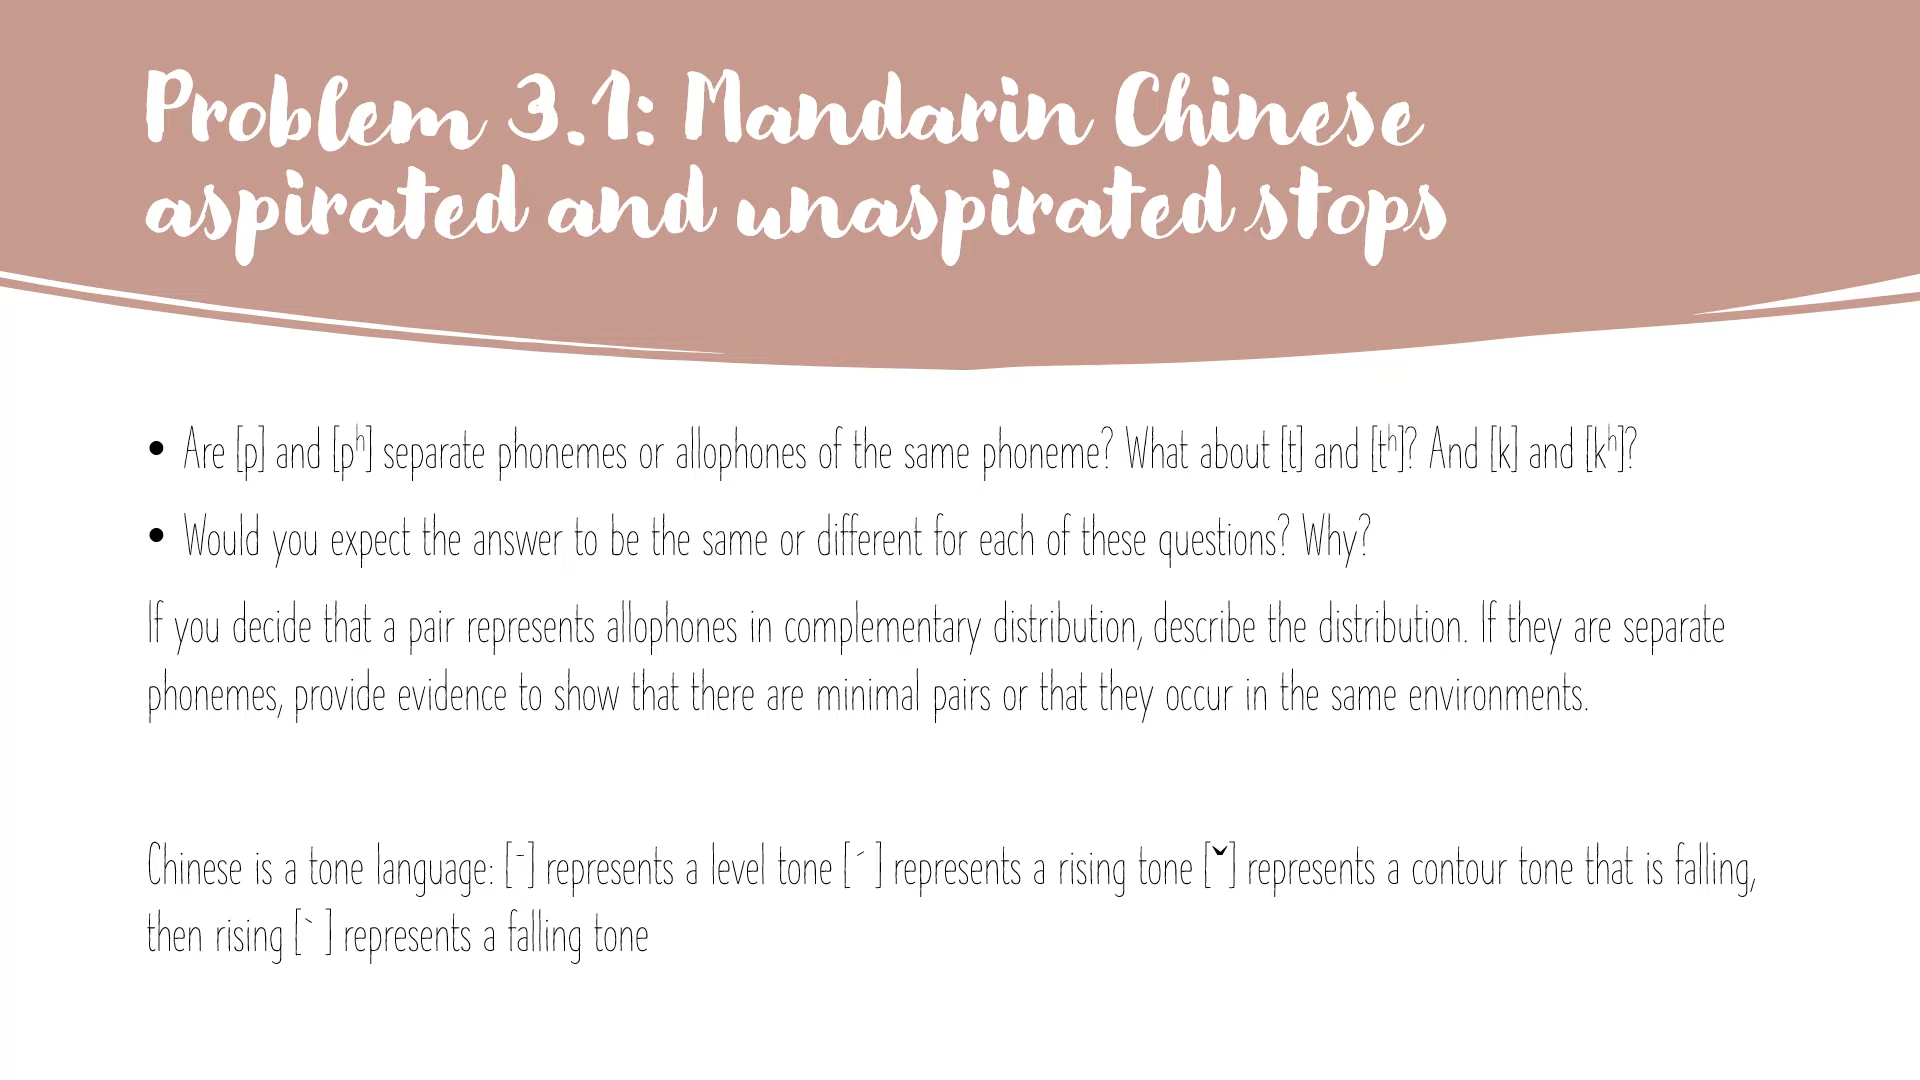 Problem 3.1: Mandarin Chinese
aspirated and unaspirated stops
• Are [p] and [pʰ] separate phonemes or allophones of the same phoneme? What about [t] and [tʰ]? And [k] and [kʰ]?
• Would you expect the answer to be the same or different for each of these questions? Why?
If you decide that a pair represents allophones in complementary distribution, describe the distribution. If they are separate
phonemes, provide evidence to show that there are minimal pairs or that they occur in the same environments.
Chinese is a tone language: [ˉ] represents a level tone [ˊ ] represents a rising tone [ˇ] represents a contour tone that is falling,
then rising [ˋ ] represents a falling tone